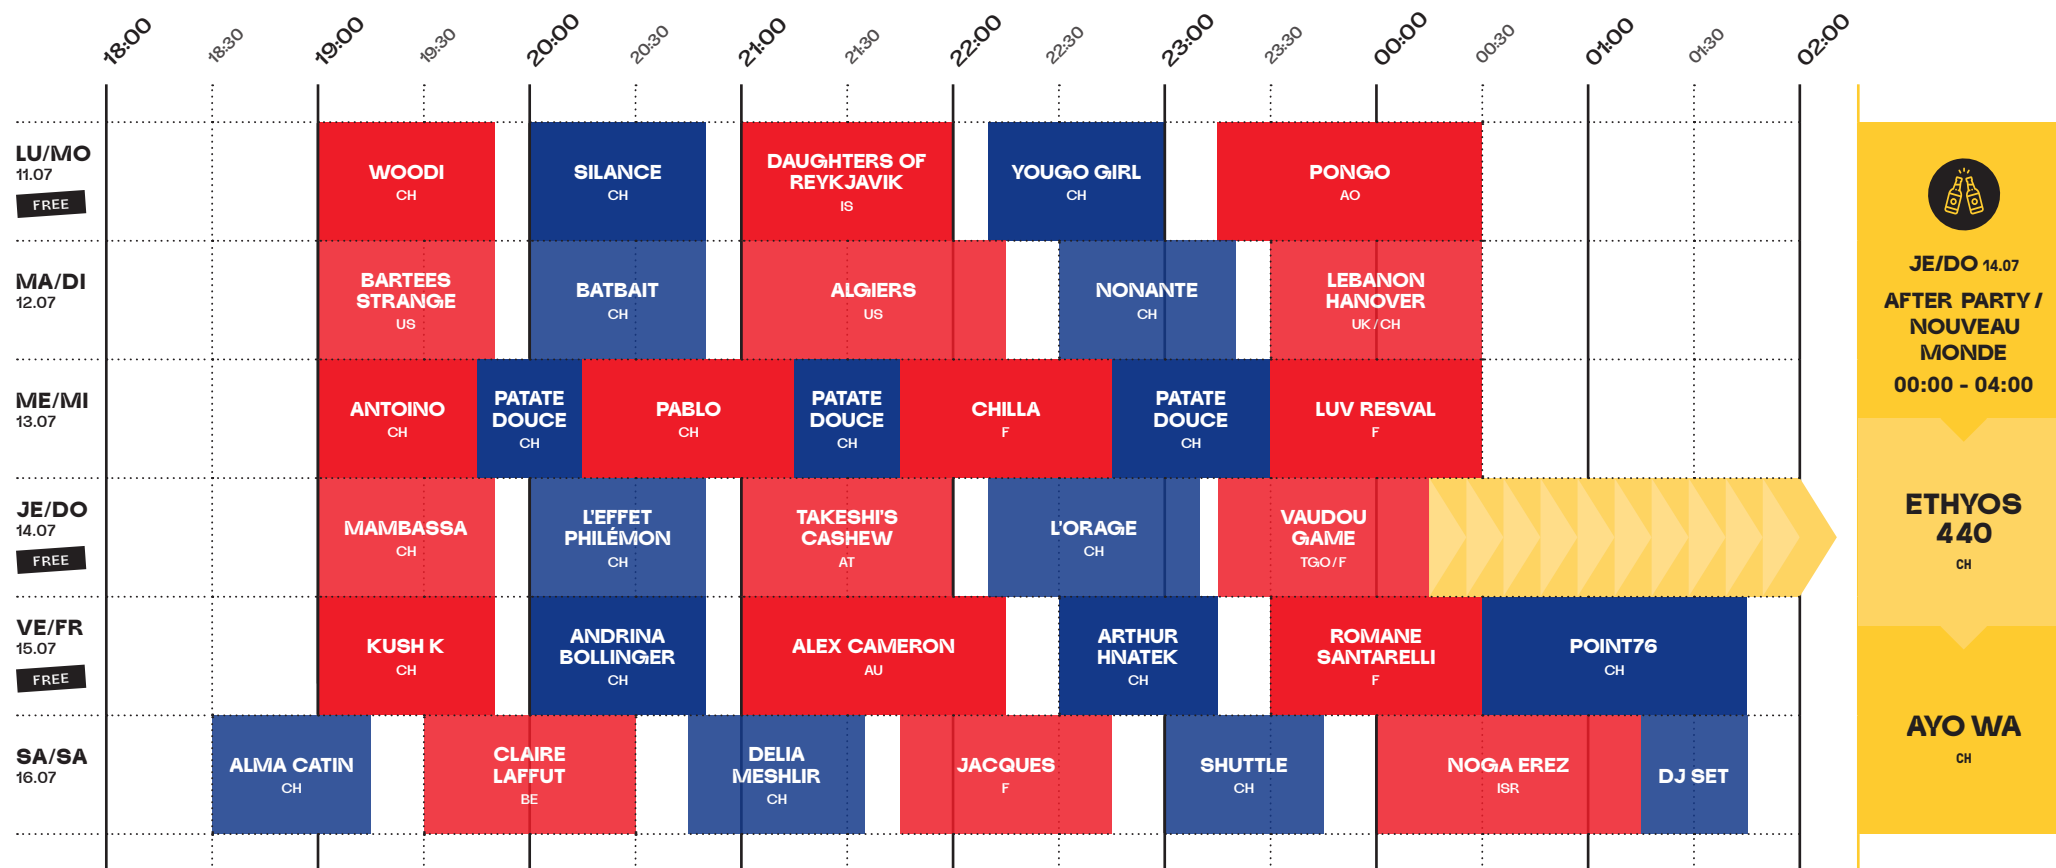 18:00
18:30
19:00
19:30
20:00
20:30
21:00
21:30
22:00
22:30
23:00
23:30
00:00
00:30
01:00
01:30
02:00
LU/MO
11.07
FREE
WOODI
CH
SILANCE
CH
DAUGHTERS OF
REYKJAVIK
IS
YOUGO GIRL
CH
PONGO
AO
MA/DI
12.07
BARTEES
STRANGE
US
BATBAIT
CH
ALGIERS
US
NONANTE
CH
LEBANON
HANOVER
UK / CH
ME/MI
13.07
ANTOINO
CH
PATATE
DOUCE
CH
PABLO
CH
PATATE
DOUCE
CH
CHILLA
F
PATATE
DOUCE
CH
LUV RESVAL
F
JE/DO
14.07
FREE
MAMBASSA
CH
L'EFFET
PHILÉMON
CH
TAKESHI'S
CASHEW
AT
L'ORAGE
CH
VAUDOU
GAME
TGO / F
VE/FR
15.07
FREE
KUSH K
CH
ANDRINA
BOLLINGER
CH
ALEX CAMERON
AU
ARTHUR
HNATEK
CH
ROMANE
SANTARELLI
F
POINT76
CH
SA/SA
16.07
ALMA CATIN
CH
CLAIRE
LAFFUT
BE
DELIA
MESHLIR
CH
JACQUES
F
SHUTTLE
CH
NOGA EREZ
ISR
DJ SET
JE/DO 14.07
AFTER PARTY /
NOUVEAU
MONDE
00:00 - 04:00
ETHYOS
440
CH
AYO WA
CH